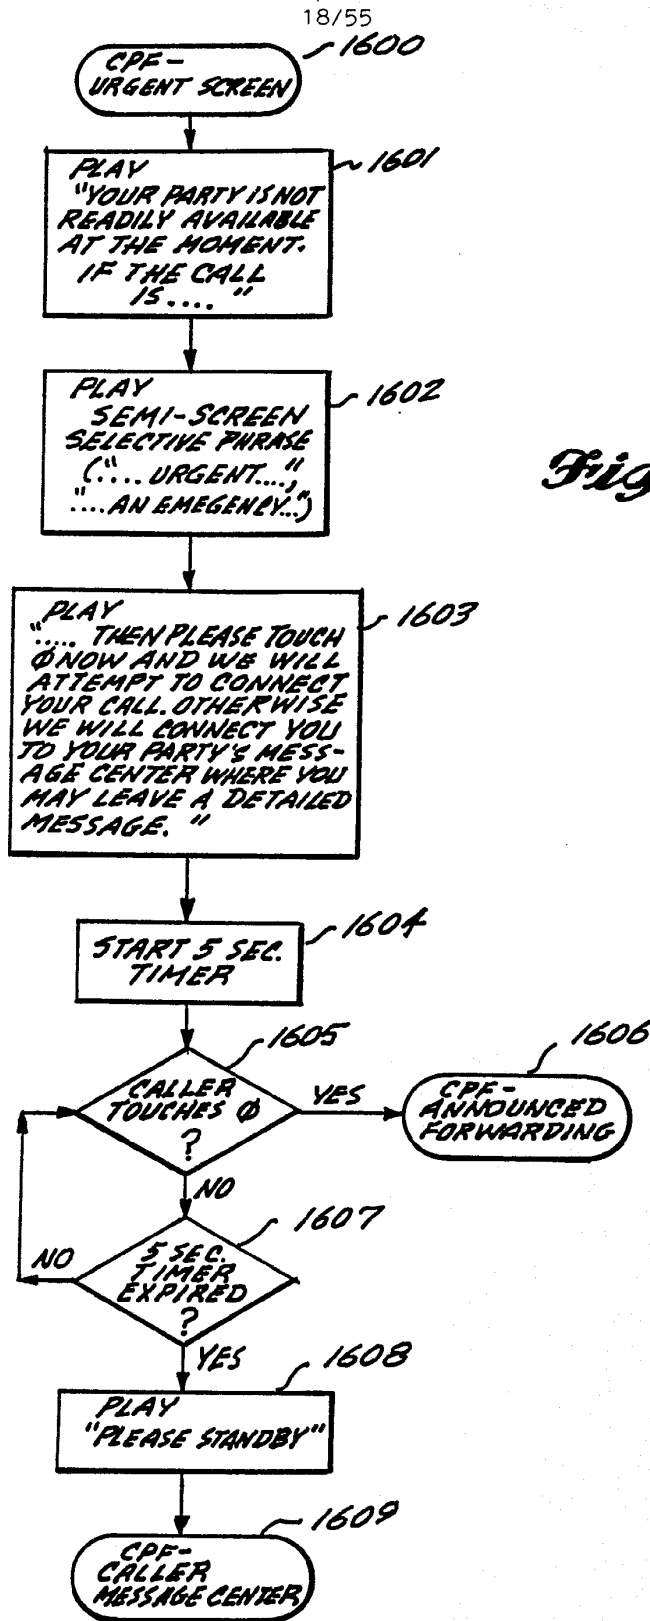 18/55
1600
CPF-
URGENT SCREEN
1601
PLAY
"YOUR PARTY IS NOT
READILY AVAILABLE
AT THE MOMENT.
IF THE CALL
IS .... "
1602
PLAY
SEMI-SCREEN
SELECTIVE PHRASE
(".... URGENT....,"
"....AN EMEGENCY...")
Fig
1603
PLAY
"..... THEN PLEASE TOUCH
Ø NOW AND WE WILL
ATTEMPT TO CONNECT
YOUR CALL. OTHERWISE
WE WILL CONNECT YOU
TO YOUR PARTY'S MESS-
AGE CENTER WHERE YOU
MAY LEAVE A DETAILED
MESSAGE. "
1604
START 5 SEC.
TIMER
1605
CALLER
TOUCHES Ø
?
YES
1606
CPF-
ANNOUNCED
FORWARDING
NO
1607
5 SEC.
TIMER
EXPIRED
?
NO
YES
1608
PLAY
"PLEASE STANDBY"
1609
CPF-
CALLER
MESSAGE CENTER